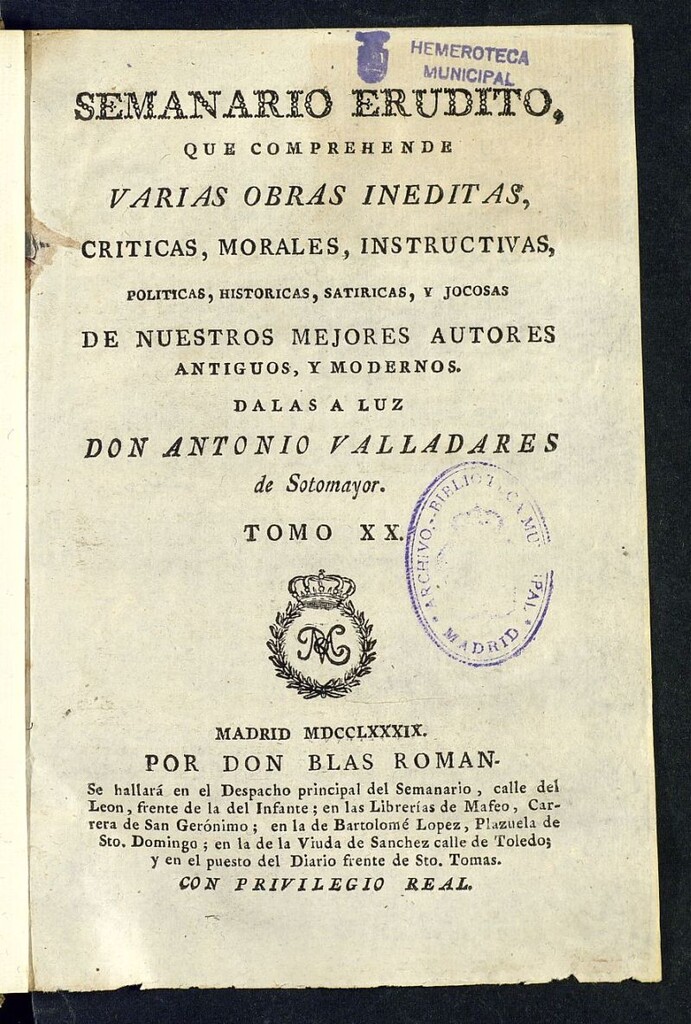 HEMEROTECA
MUNICIPAL
SEMANARIO ERUDITO,
QUE COMPREHENDE
VARIAS OBRAS INEDITAS,
CRITICAS, MORALES, INSTRUCTIVAS,
POLITICAS, HISTORICAS, SATIRICAS, Y JOCOSAS
DE NUESTROS MEJORES AUTORES
ANTIGUOS, Y MODERNOS.
DALAS A LUZ
DON ANTONIO VALLADARES
de Sotomayor.
TOMO XX.
ARCHIVO-BIBLIOTECA MU PAL
MADRID
MADRID MDCCLXXXIX.
POR DON BLAS ROMAN.
Se hallará en el Despacho principal del Semanario, calle del
Leon, frente de la del Infante; en las Librerías de Mafeo, Car-
rera de San Gerónimo; en la de Bartolomé Lopez, Plazuela de
Sto. Domingo; en la de la Viuda de Sanchez calle de Toledo;
y en el puesto del Diario frente de Sto. Tomas.
CON PRIVILEGIO REAL.